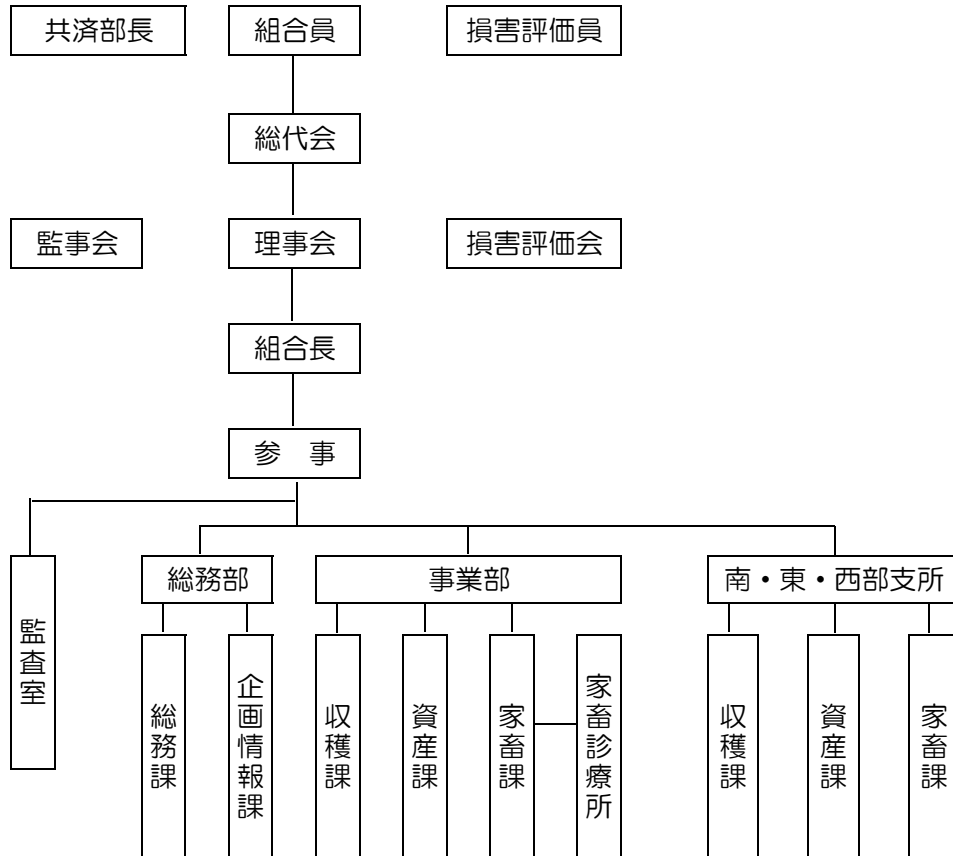 共済部長
組合員
損害評価員
総代会
監事会
理事会
損害評価会
組合長
参　事
監査室
総務部
事業部
南・東・西部支所
総務課
企画情報課
収穫課
資産課
家畜課
家畜診療所
収穫課
資産課
家畜課